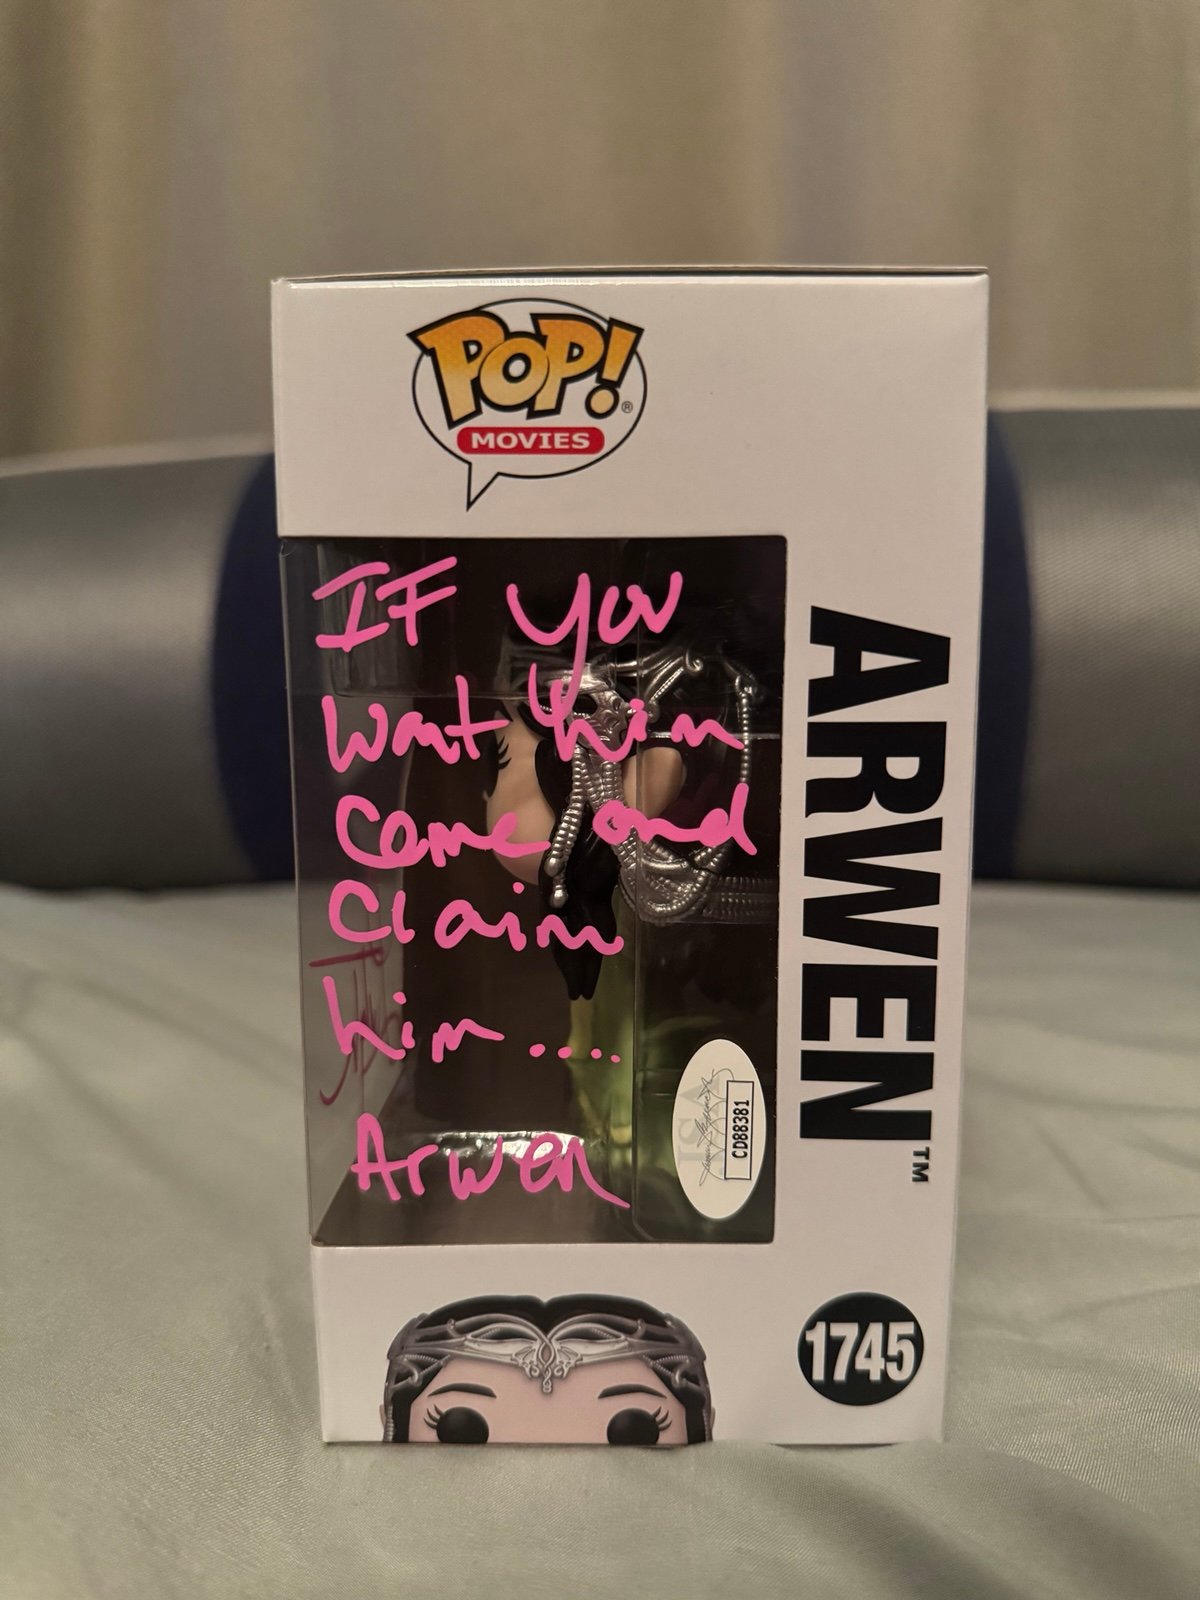 POP!®
MOVIES
IF you
want him
come and
Claim
him ....
Arwen
ARWEN™
JSA
CD88381
1745